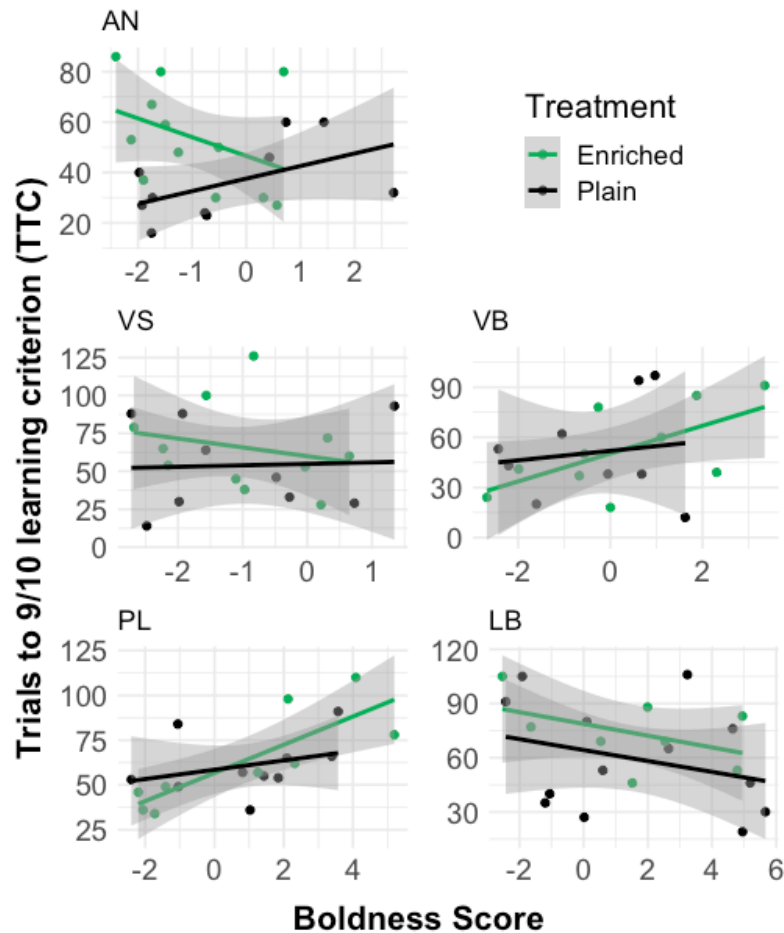 AN
80
60
40
20
-2 -1 0 1 2
Treatment
Enriched
Plain
VS
125
100
75
50
25
0
-2 -1 0 1
VB
90
60
30
0
-2 0 2
PL
125
100
75
50
25
-2 0 2 4
LB
120
90
60
30
-2 0 2 4 6
Trials to 9/10 learning criterion (TTC)
Boldness Score